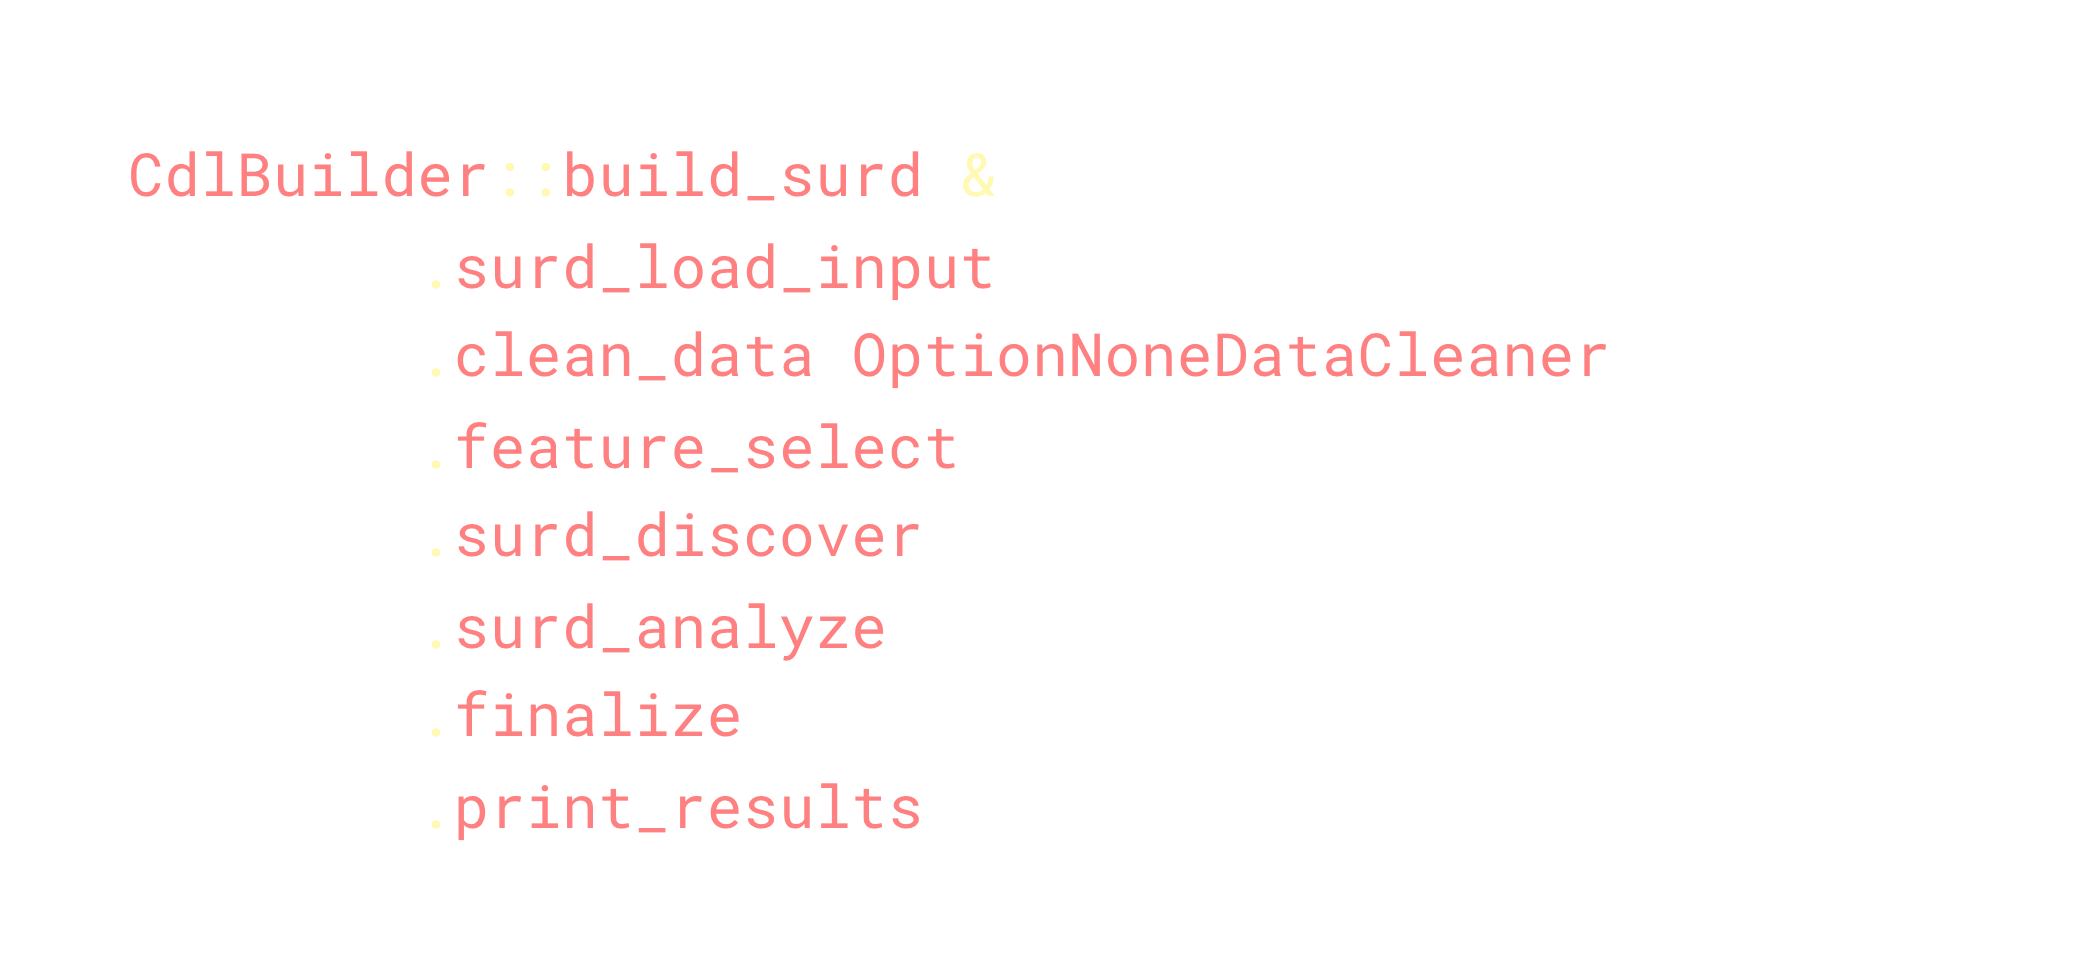 CdlBuilder::build_surd &
.surd_load_input
.clean_data OptionNoneDataCleaner
.feature_select
.surd_discover
.surd_analyze
.finalize
.print_results